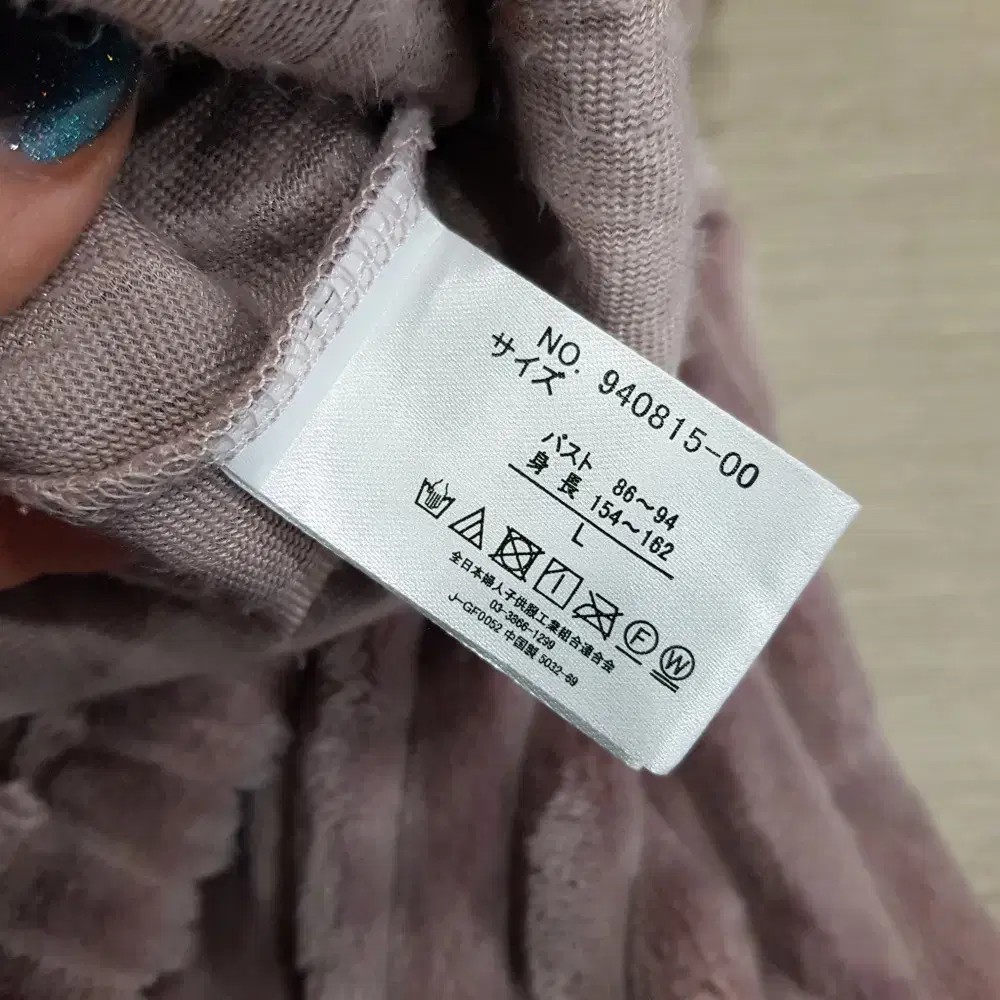 NO. 940815-00
サイズ
バスト 86〜94
身長 154〜162
L
F W
全日本婦人子供服工業組合連合会
03-3866-1299
J-GF0052 中国製 5032-69